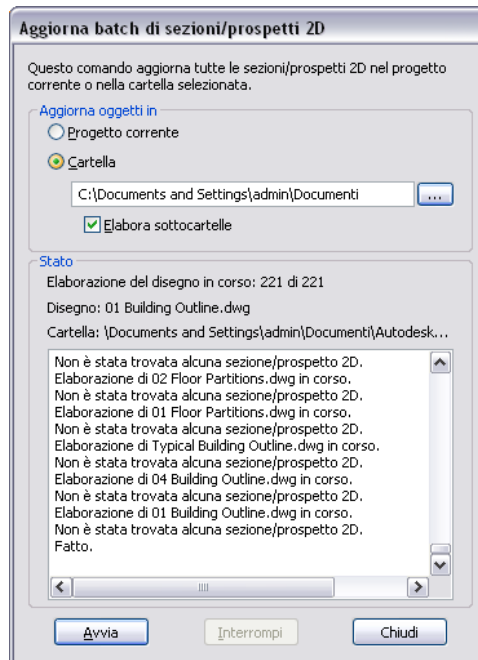 Aggiorna batch di sezioni/prospetti 2D
Questo comando aggiorna tutte le sezioni/prospetti 2D nel progetto
corrente o nella cartella selezionata.
Aggiorna oggetti in
Progetto corrente
Cartella
C:\Documents and Settings\admin\Documenti
...
Elabora sottocartelle
Stato
Elaborazione del disegno in corso: 221 di 221
Disegno: 01 Building Outline.dwg
Cartella: \Documents and Settings\admin\Documenti\Autodesk...
Non è stata trovata alcuna sezione/prospetto 2D.
Elaborazione di 02 Floor Partitions.dwg in corso.
Non è stata trovata alcuna sezione/prospetto 2D.
Elaborazione di 01 Floor Partitions.dwg in corso.
Non è stata trovata alcuna sezione/prospetto 2D.
Elaborazione di Typical Building Outline.dwg in corso.
Non è stata trovata alcuna sezione/prospetto 2D.
Elaborazione di 04 Building Outline.dwg in corso.
Non è stata trovata alcuna sezione/prospetto 2D.
Elaborazione di 01 Building Outline.dwg in corso.
Non è stata trovata alcuna sezione/prospetto 2D.
Fatto.
Avvia Interrompi Chiudi